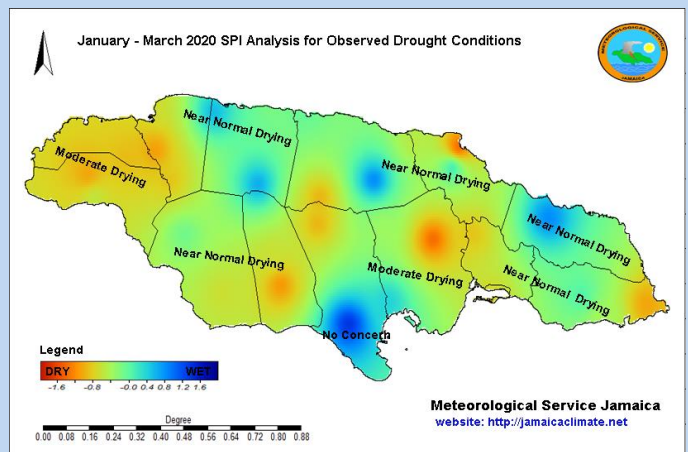 January - March 2020 SPI Analysis for Observed Drought Conditions
METEOROLOGICAL SERVICE
JAMAICA
Near Normal Drying
Moderate Drying
Near Normal Drying
Near Normal Drying
Near Normal Drying
Moderate Drying
Near Normal Drying
No Concern
Legend
DRY WET
-1.6 -0.8 -0.0 0.4 0.8 1.2 1.6
Meteorological Service Jamaica
website: http://jamaicaclimate.net
Degree
0.00 0.08 0.16 0.24 0.32 0.40 0.48 0.56 0.64 0.72 0.80 0.88